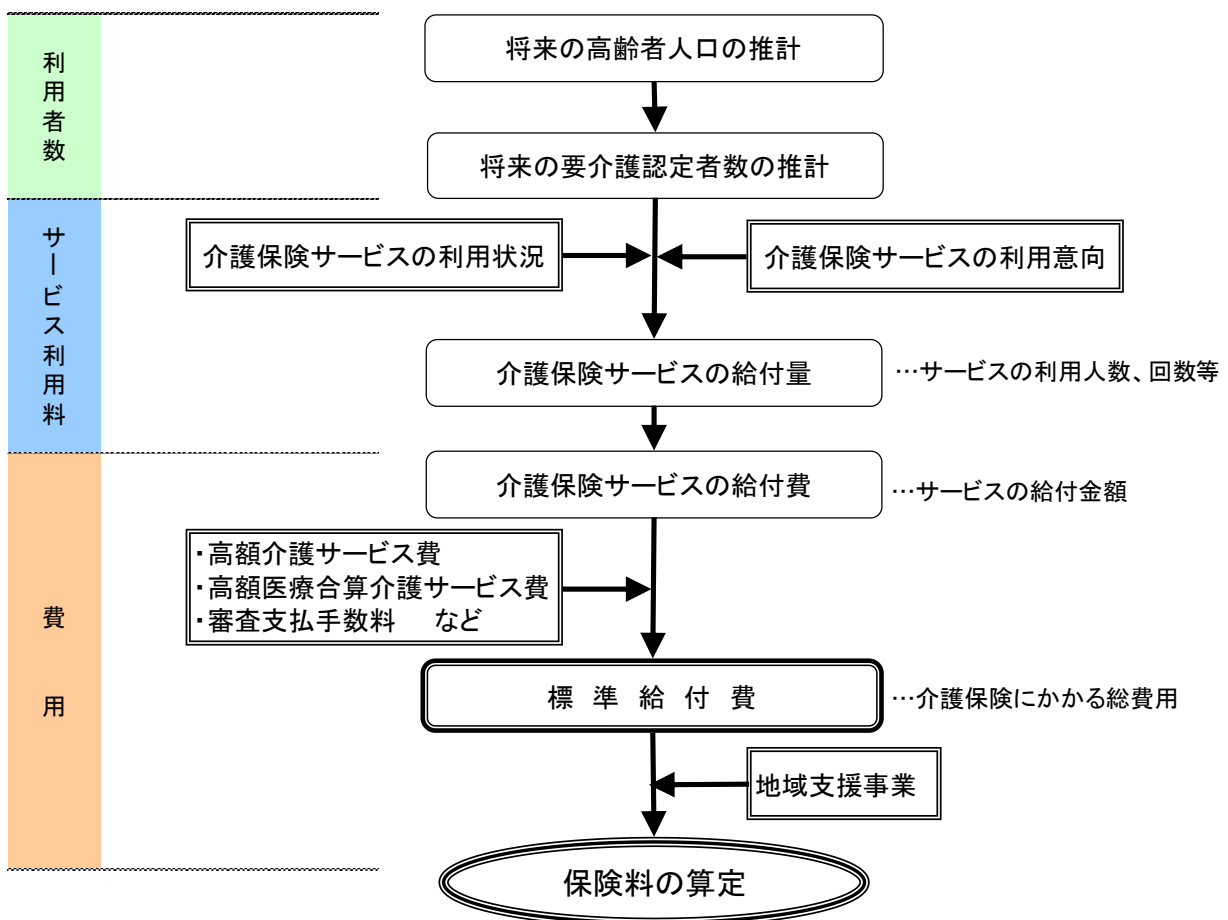 利用者数
将来の高齢者人口の推計
将来の要介護認定者数の推計
サービス利用料
介護保険サービスの利用状況
介護保険サービスの利用意向
介護保険サービスの給付量
…サービスの利用人数、回数等
費用
介護保険サービスの給付費
…サービスの給付金額
・高額介護サービス費
・高額医療合算介護サービス費
・審査支払手数料　など
標準給付費
…介護保険にかかる総費用
地域支援事業
保険料の算定